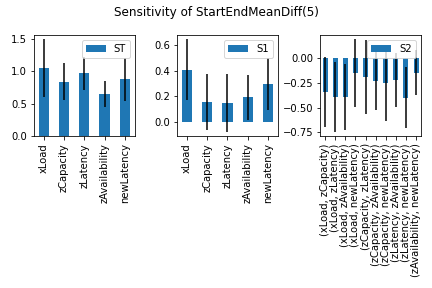 Sensitivity of StartEndMeanDiff(5)
1.5
1.0
0.5
0.0
ST
xLoad
zCapacity
zLatency
zAvailability
newLatency
0.6
0.4
0.2
0.0
S1
xLoad
zCapacity
zLatency
zAvailability
newLatency
0.00
−0.25
−0.50
−0.75
S2
(xLoad, zCapacity)
(xLoad, zLatency)
(xLoad, zAvailability)
(xLoad, newLatency)
(zCapacity, zLatency)
(zCapacity, zAvailability)
(zCapacity, newLatency)
(zLatency, zAvailability)
(zLatency, newLatency)
(zAvailability, newLatency)